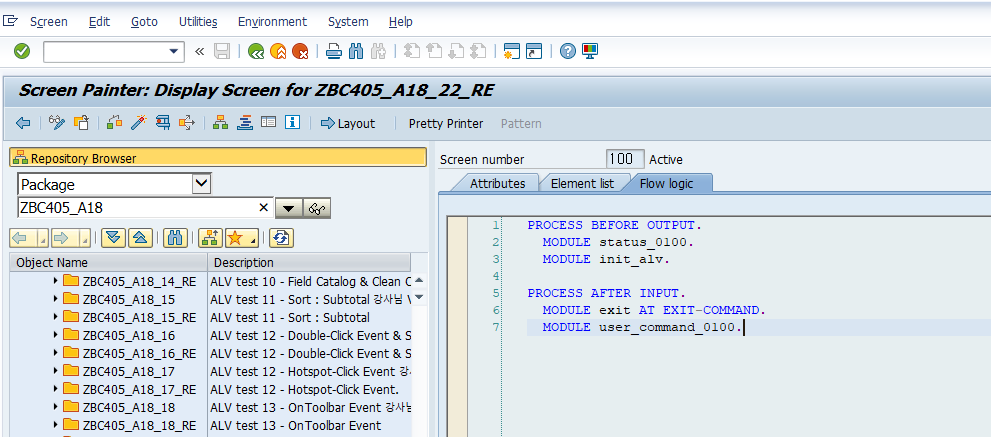 Screen Edit Goto Utilities Environment System Help
Screen Painter: Display Screen for ZBC405_A18_22_RE
Layout Pretty Printer Pattern
Repository Browser
Package
ZBC405_A18
Object Name Description
ZBC405_A18_14_RE ALV test 10 - Field Catalog & Clean C
ZBC405_A18_15 ALV test 11 - Sort : Subtotal 강사님 \
ZBC405_A18_15_RE ALV test 11 - Sort : Subtotal
ZBC405_A18_16 ALV test 12 - Double-Click Event & S
ZBC405_A18_16_RE ALV test 12 - Double-Click Event & S
ZBC405_A18_17 ALV test 12 - Hotspot-Click Event
ZBC405_A18_17_RE ALV test 12 - Hotspot-Click Event.
ZBC405_A18_18 ALV test 13 - OnToolbar Event 강사님
ZBC405_A18_18_RE ALV test 13 - OnToolbar Event
Screen number 100 Active
Attributes Element list Flow logic
1 PROCESS BEFORE OUTPUT.
2 MODULE status_0100.
3 MODULE init_alv.
4
5 PROCESS AFTER INPUT.
6 MODULE exit AT EXIT-COMMAND.
7 MODULE user_command_0100.